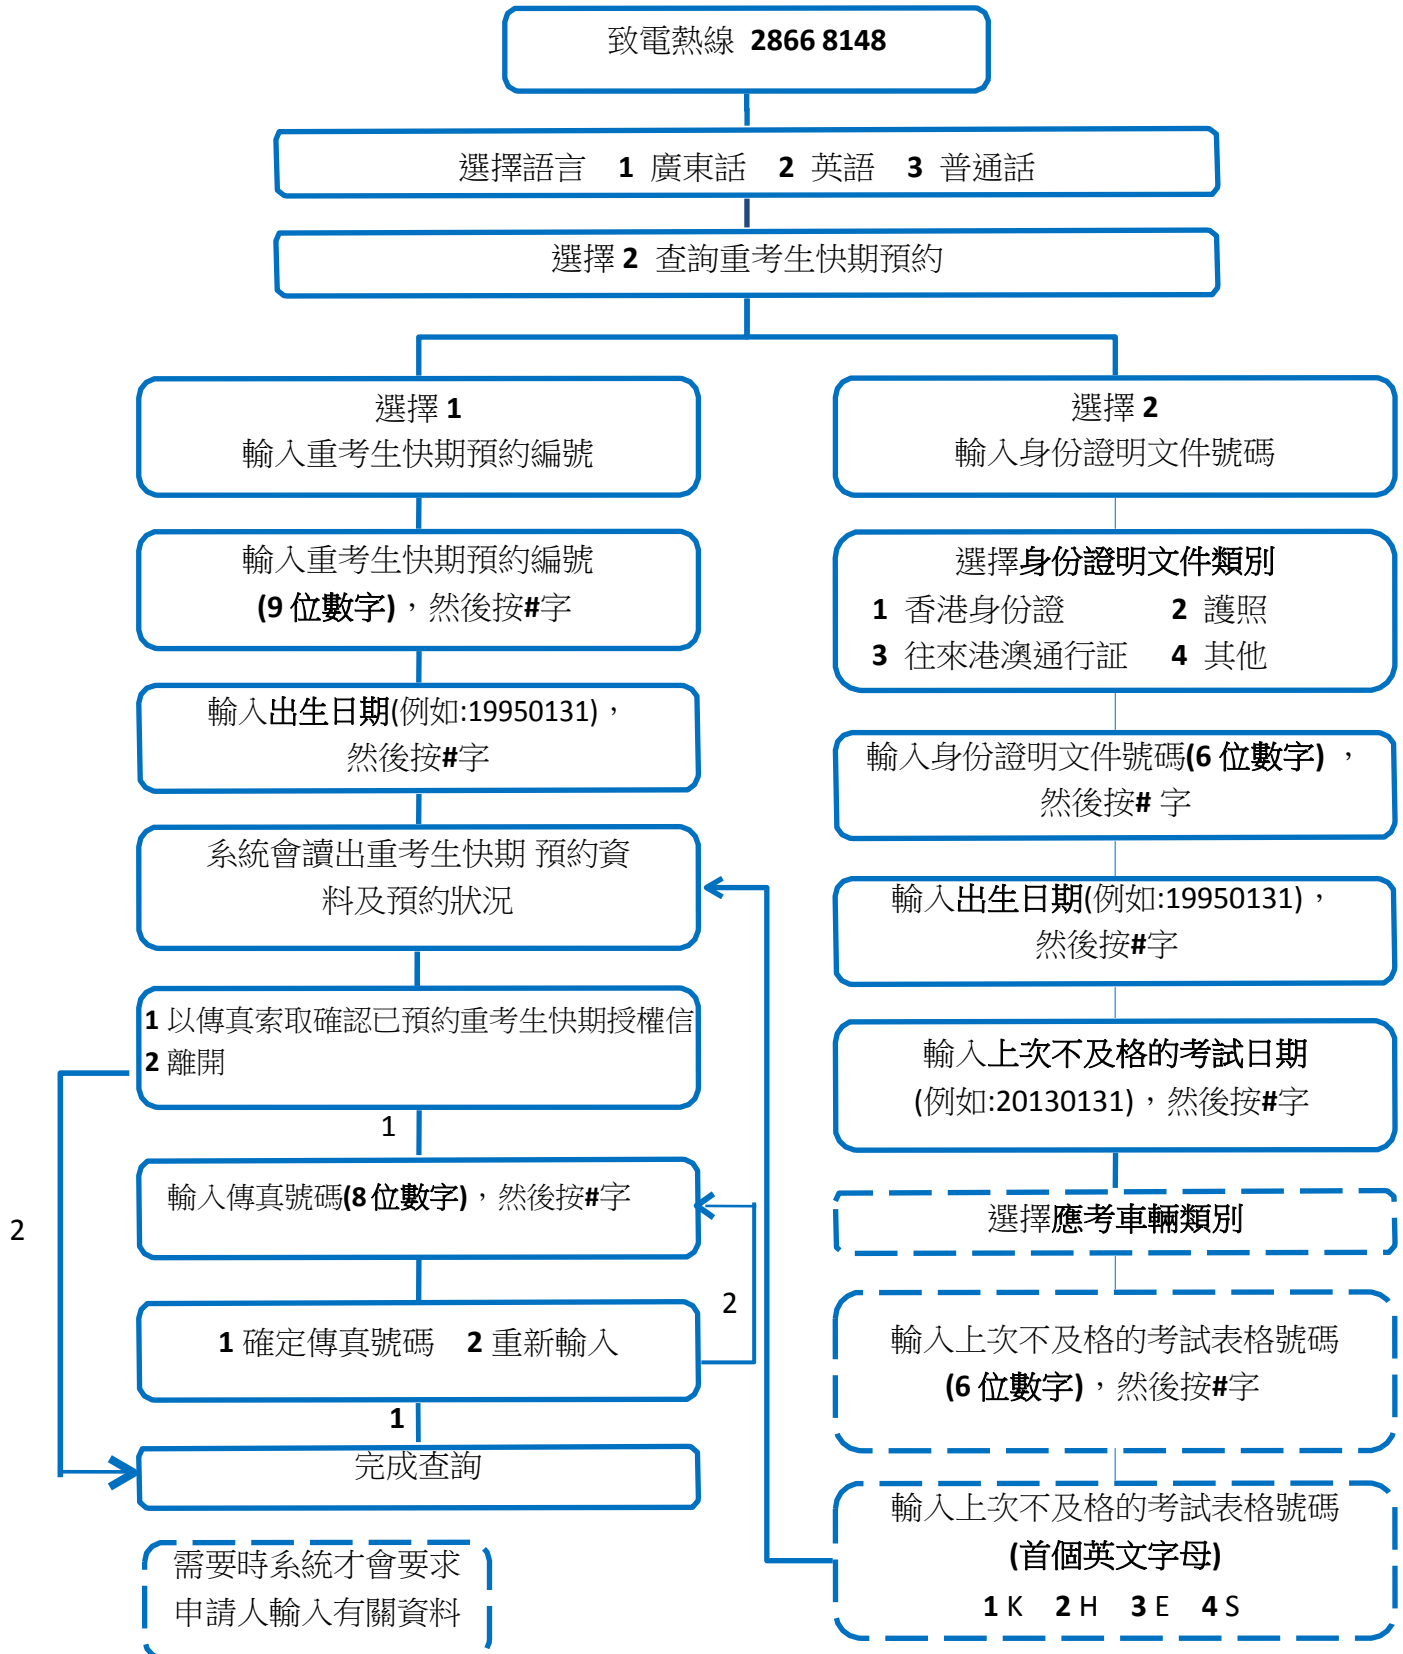 致電熱線 2866 8148
選擇語言 1 廣東話 2 英語 3 普通話
選擇 2 查詢重考生快期預約
選擇 1
輸入重考生快期預約編號
輸入重考生快期預約編號
(9 位數字)，然後按#字
輸入出生日期(例如:19950131)，
然後按#字
系統會讀出重考生快期 預約資
料及預約狀況
1 以傳真索取確認已預約重考生快期授權信
2 離開
1
2
輸入傳真號碼(8 位數字)，然後按#字
2
1 確定傳真號碼 2 重新輸入
1
完成查詢
需要時系統才會要求
申請人輸入有關資料
選擇 2
輸入身份證明文件號碼
選擇身份證明文件類別
1 香港身份證 2 護照
3 往來港澳通行証 4 其他
輸入身份證明文件號碼(6 位數字)，
然後按# 字
輸入出生日期(例如:19950131)，
然後按#字
輸入上次不及格的考試日期
(例如:20130131)，然後按#字
選擇應考車輛類別
輸入上次不及格的考試表格號碼
(6 位數字)，然後按#字
輸入上次不及格的考試表格號碼
(首個英文字母)
1 K 2 H 3 E 4 S